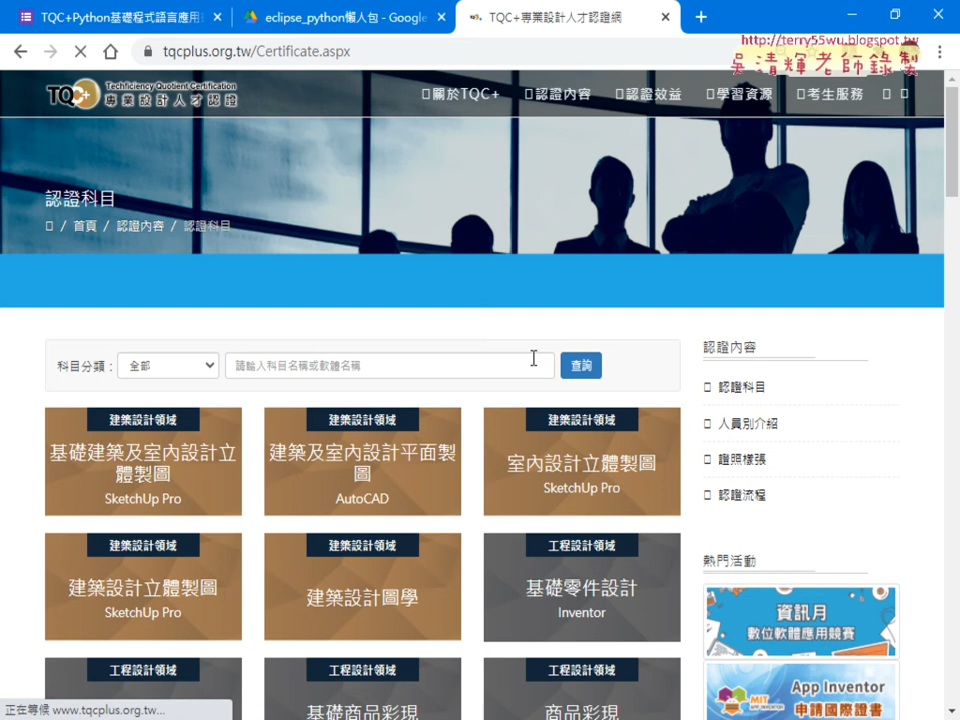 TQC+Python基礎程式語言應用
eclipse_python懶人包 - Google
TQC+專業設計人才認證網
tqcplus.org.tw/Certificate.aspx
http://terry55wu.blogspot.tw
吳清輝老師錄製
TQC+
Techficiency Quotient Certification
專業設計人才認證
關於TQC+
認證內容
認證效益
學習資源
考生服務
認證科目
/ 首頁 / 認證內容 / 認證科目
科目分類：
全部
請輸入科目名稱或軟體名稱
查詢
建築設計領域
基礎建築及室內設計立
體製圖
SketchUp Pro
建築設計領域
建築及室內設計平面製
圖
AutoCAD
建築設計領域
室內設計立體製圖
SketchUp Pro
建築設計領域
建築設計立體製圖
SketchUp Pro
建築設計領域
建築設計圖學
工程設計領域
基礎零件設計
Inventor
工程設計領域
工程設計領域
基礎商品彩現
工程設計領域
商品彩現
認證內容
認證科目
人員別介紹
證照樣張
認證流程
熱門活動
資訊月
數位軟體應用競賽
MIT
App Inventor
申請國際證書
正在等候 www.tqcplus.org.tw...